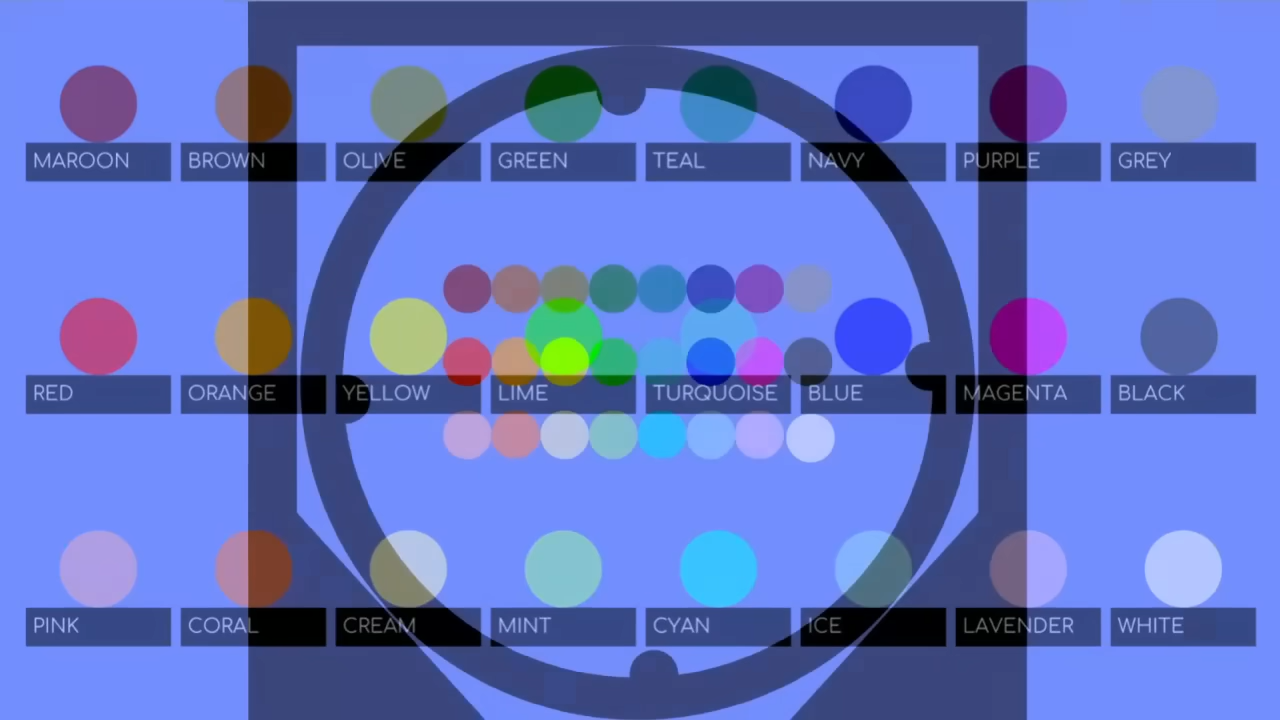 MAROON BROWN OLIVE GREEN TEAL NAVY PURPLE GREY
RED ORANGE YELLOW LIME TURQUOISE BLUE MAGENTA BLACK
PINK CORAL CREAM MINT CYAN ICE LAVENDER WHITE